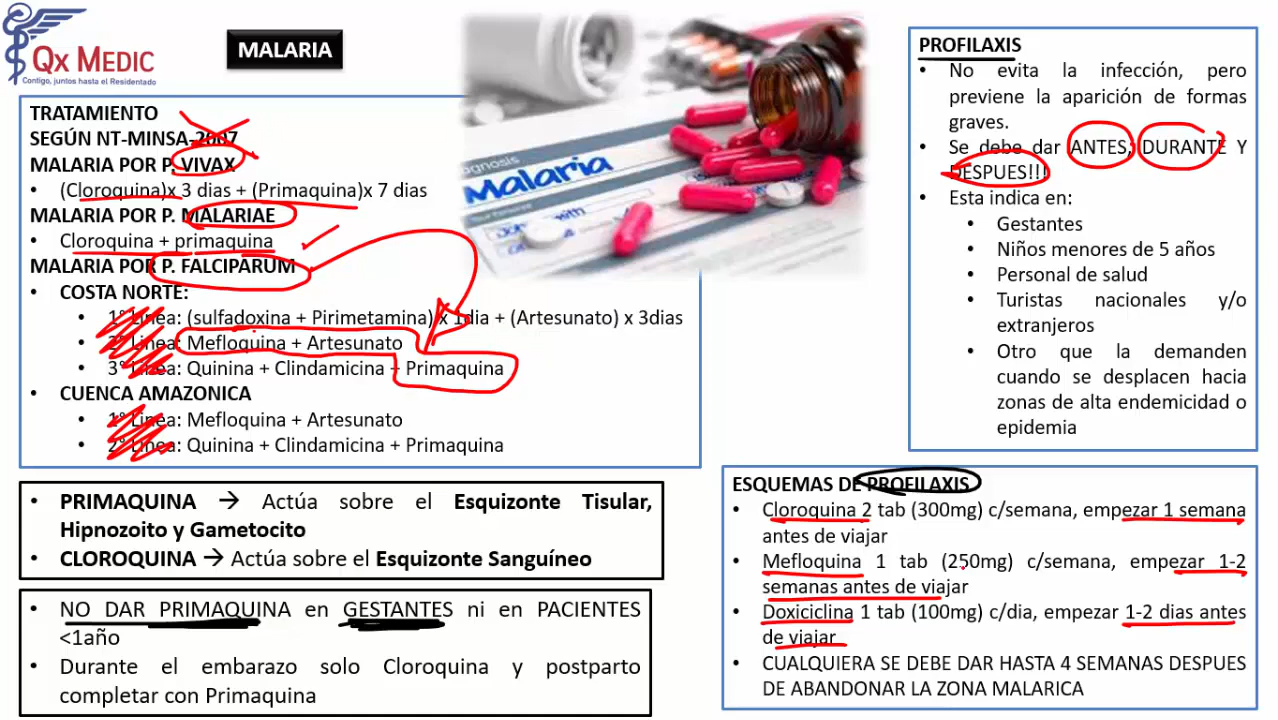 Qx MEDIC
Contigo, juntos hasta el Residentado
MALARIA
TRATAMIENTO
SEGÚN NT-MINSA-2007
MALARIA POR P. VIVAX
• (Cloroquina)x 3 dias + (Primaquina)x 7 dias
MALARIA POR P. MALARIAE
• Cloroquina + primaquina
MALARIA POR P. FALCIPARUM
• COSTA NORTE:
• 1° Linea: (sulfadoxina + Pirimetamina) x 1dia + (Artesunato) x 3dias
• 2° Linea: Mefloquina + Artesunato
• 3° Linea: Quinina + Clindamicina + Primaquina
• CUENCA AMAZONICA
• 1° Linea: Mefloquina + Artesunato
• 2° Linea: Quinina + Clindamicina + Primaquina
Malaria
PROFILAXIS
• No evita la infección, pero
previene la aparición de formas
graves.
• Se debe dar ANTES, DURANTE Y
DESPUES!!!
• Esta indica en:
• Gestantes
• Niños menores de 5 años
• Personal de salud
• Turistas nacionales y/o
extranjeros
• Otro que la demanden
cuando se desplacen hacia
zonas de alta endemicidad o
epidemia
• PRIMAQUINA → Actúa sobre el Esquizonte Tisular,
Hipnozoito y Gametocito
• CLOROQUINA → Actúa sobre el Esquizonte Sanguíneo
• NO DAR PRIMAQUINA en GESTANTES ni en PACIENTES
<1año
• Durante el embarazo solo Cloroquina y postparto
completar con Primaquina
ESQUEMAS DE PROFILAXIS
• Cloroquina 2 tab (300mg) c/semana, empezar 1 semana
antes de viajar
• Mefloquina 1 tab (250mg) c/semana, empezar 1-2
semanas antes de viajar
• Doxiciclina 1 tab (100mg) c/dia, empezar 1-2 dias antes
de viajar
• CUALQUIERA SE DEBE DAR HASTA 4 SEMANAS DESPUES
DE ABANDONAR LA ZONA MALARICA